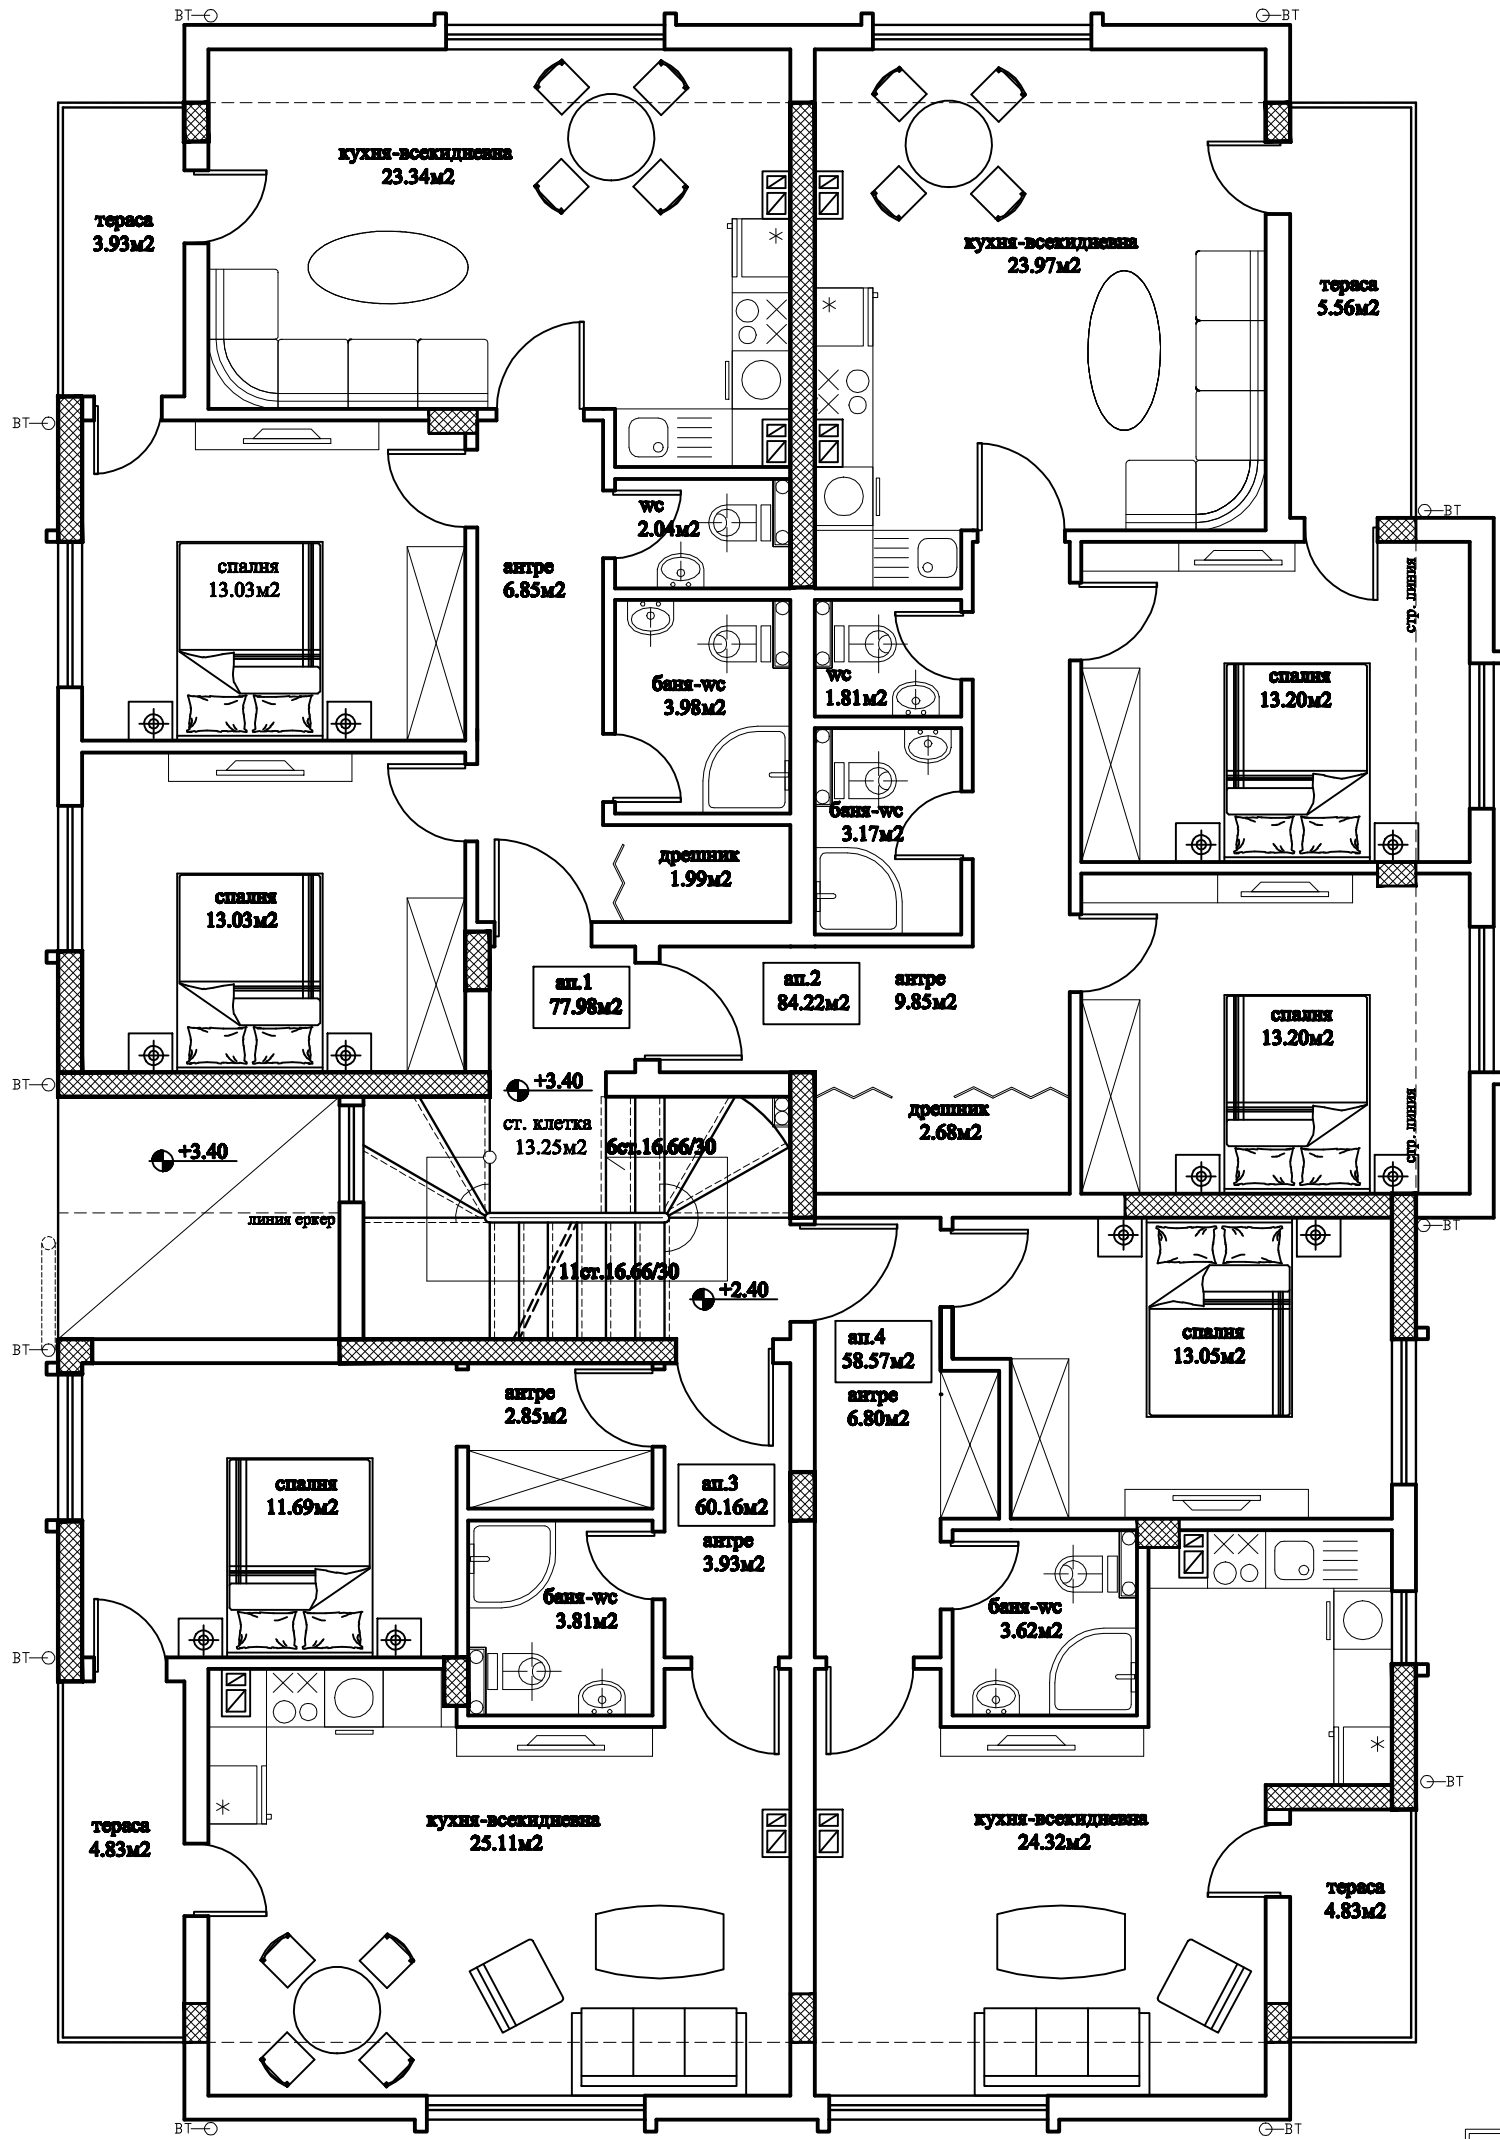 ВТ
ВТ
кухня-всекидневна
23.34м2
тераса
3.93м2
кухня-всекидневна
23.97м2
тераса
5.56м2
ВТ
ВТ
wc
2.04м2
спалня
13.03м2
антре
6.85м2
стр. линия
баня-wc
3.98м2
wc
1.81м2
спалня
13.20м2
баня-wc
3.17м2
дрешник
1.99м2
спалня
13.03м2
ап.1
77.98м2
ап.2
84.22м2
антре
9.85м2
спалня
13.20м2
ВТ
+3.40
ст. клетка
13.25м2
6ст.16.66/30
дрешник
2.68м2
стр. линия
+3.40
линия еркер
ВТ
11ст.16.66/30
+2.40
ВТ
ап.4
58.57м2
спалня
13.05м2
антре
2.85м2
антре
6.80м2
спалня
11.69м2
ап.3
60.16м2
антре
3.93м2
баня-wc
3.81м2
баня-wc
3.62м2
ВТ
ВТ
тераса
4.83м2
кухня-всекидневна
25.11м2
кухня-всекидневна
24.32м2
тераса
4.83м2
ВТ
ВТ